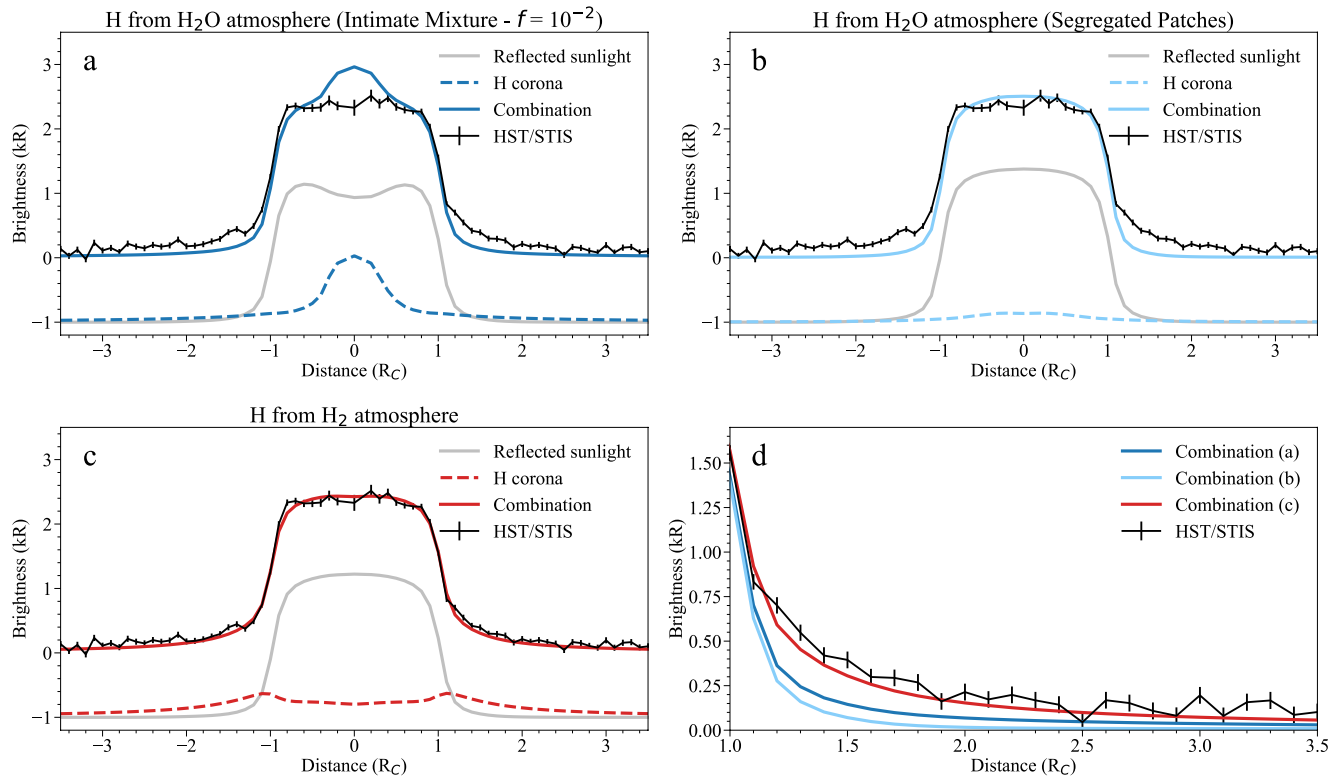 H from H₂O atmosphere (Intimate Mixture - f = 10⁻²)
a
Reflected sunlight
H corona
Combination
HST/STIS
Brightness (kR)
3
2
1
0
−1
−3 −2 −1 0 1 2 3
Distance (R_C)
H from H₂O atmosphere (Segregated Patches)
b
Reflected sunlight
H corona
Combination
HST/STIS
Brightness (kR)
3
2
1
0
−1
−3 −2 −1 0 1 2 3
Distance (R_C)
H from H₂ atmosphere
c
Reflected sunlight
H corona
Combination
HST/STIS
Brightness (kR)
3
2
1
0
−1
−3 −2 −1 0 1 2 3
Distance (R_C)
d
Combination (a)
Combination (b)
Combination (c)
HST/STIS
Brightness (kR)
1.50
1.25
1.00
0.75
0.50
0.25
0.00
1.0 1.5 2.0 2.5 3.0 3.5
Distance (R_C)